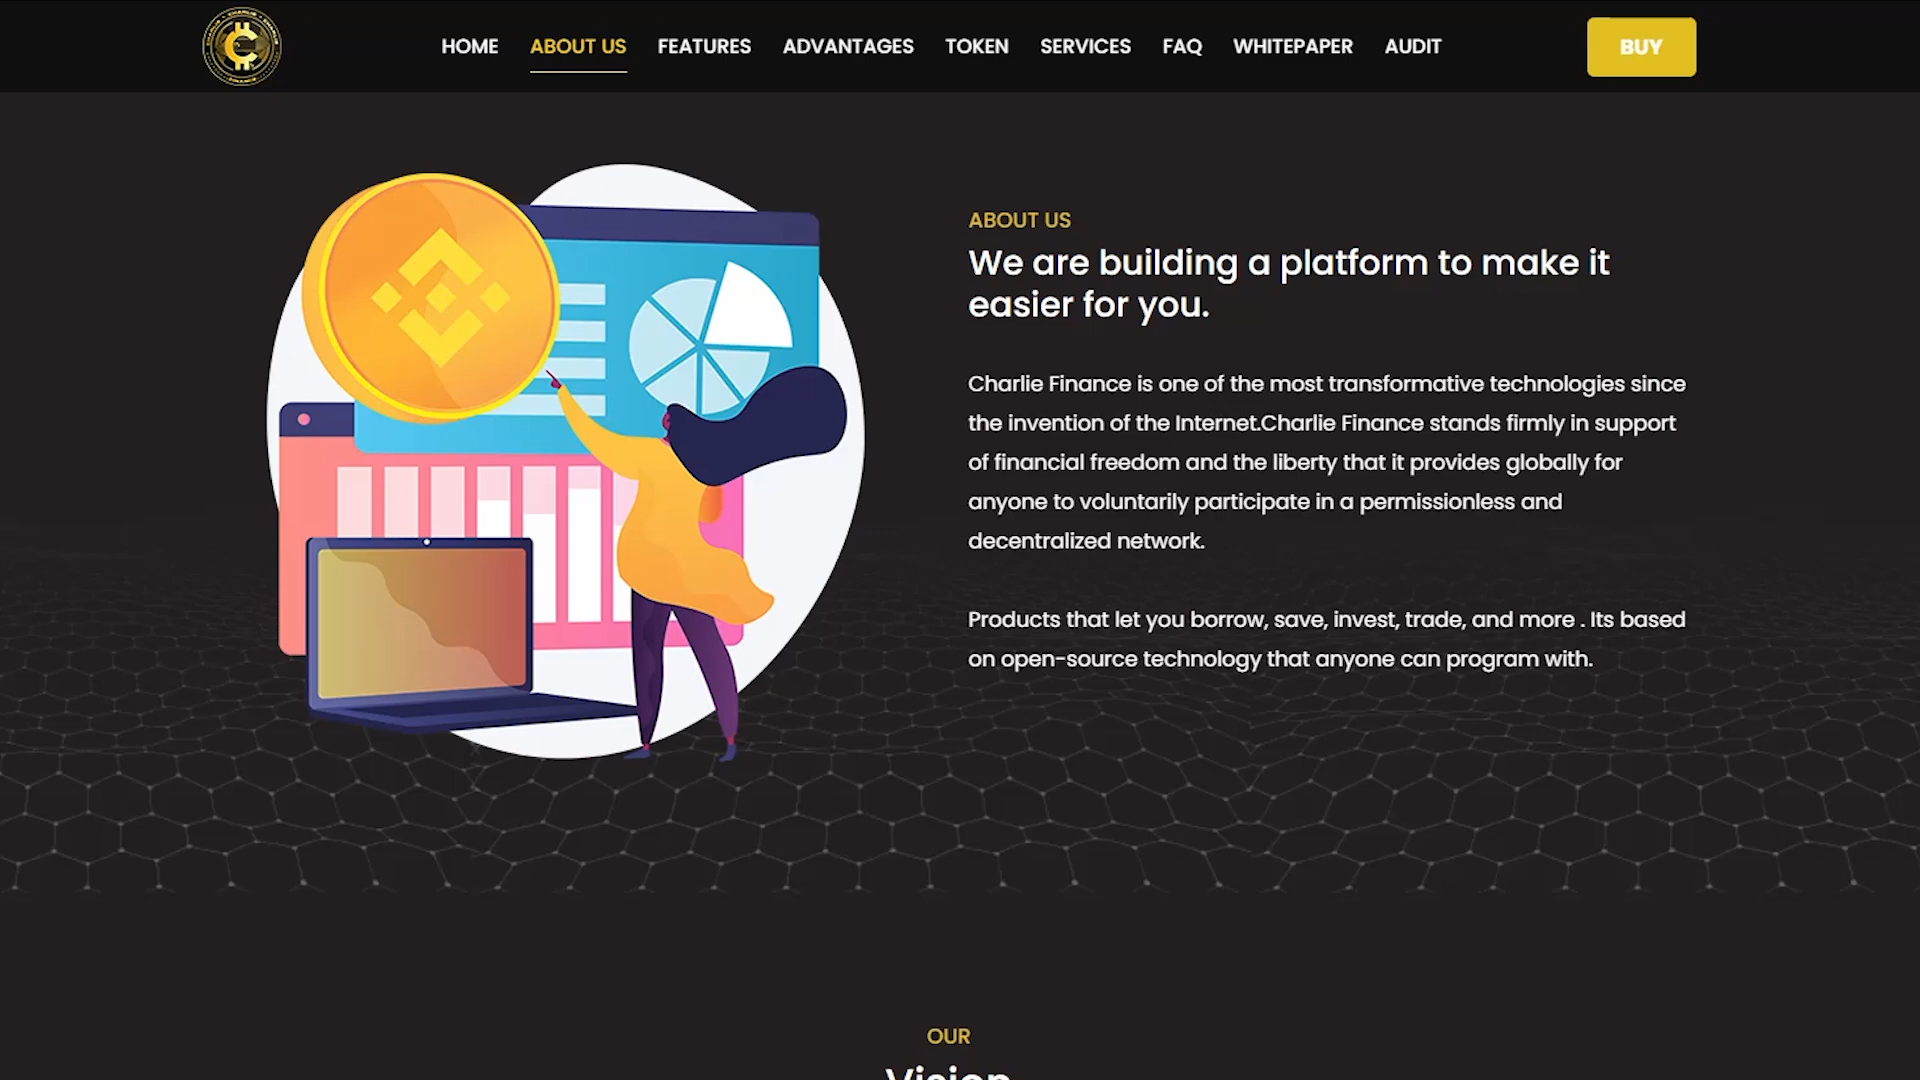 HOME ABOUT US FEATURES ADVANTAGES TOKEN SERVICES FAQ WHITEPAPER AUDIT BUY
ABOUT US
We are building a platform to make it
easier for you.
Charlie Finance is one of the most transformative technologies since
the invention of the Internet.Charlie Finance stands firmly in support
of financial freedom and the liberty that it provides globally for
anyone to voluntarily participate in a permissionless and
decentralized network.
Products that let you borrow, save, invest, trade, and more . Its based
on open-source technology that anyone can program with.
OUR
Vision